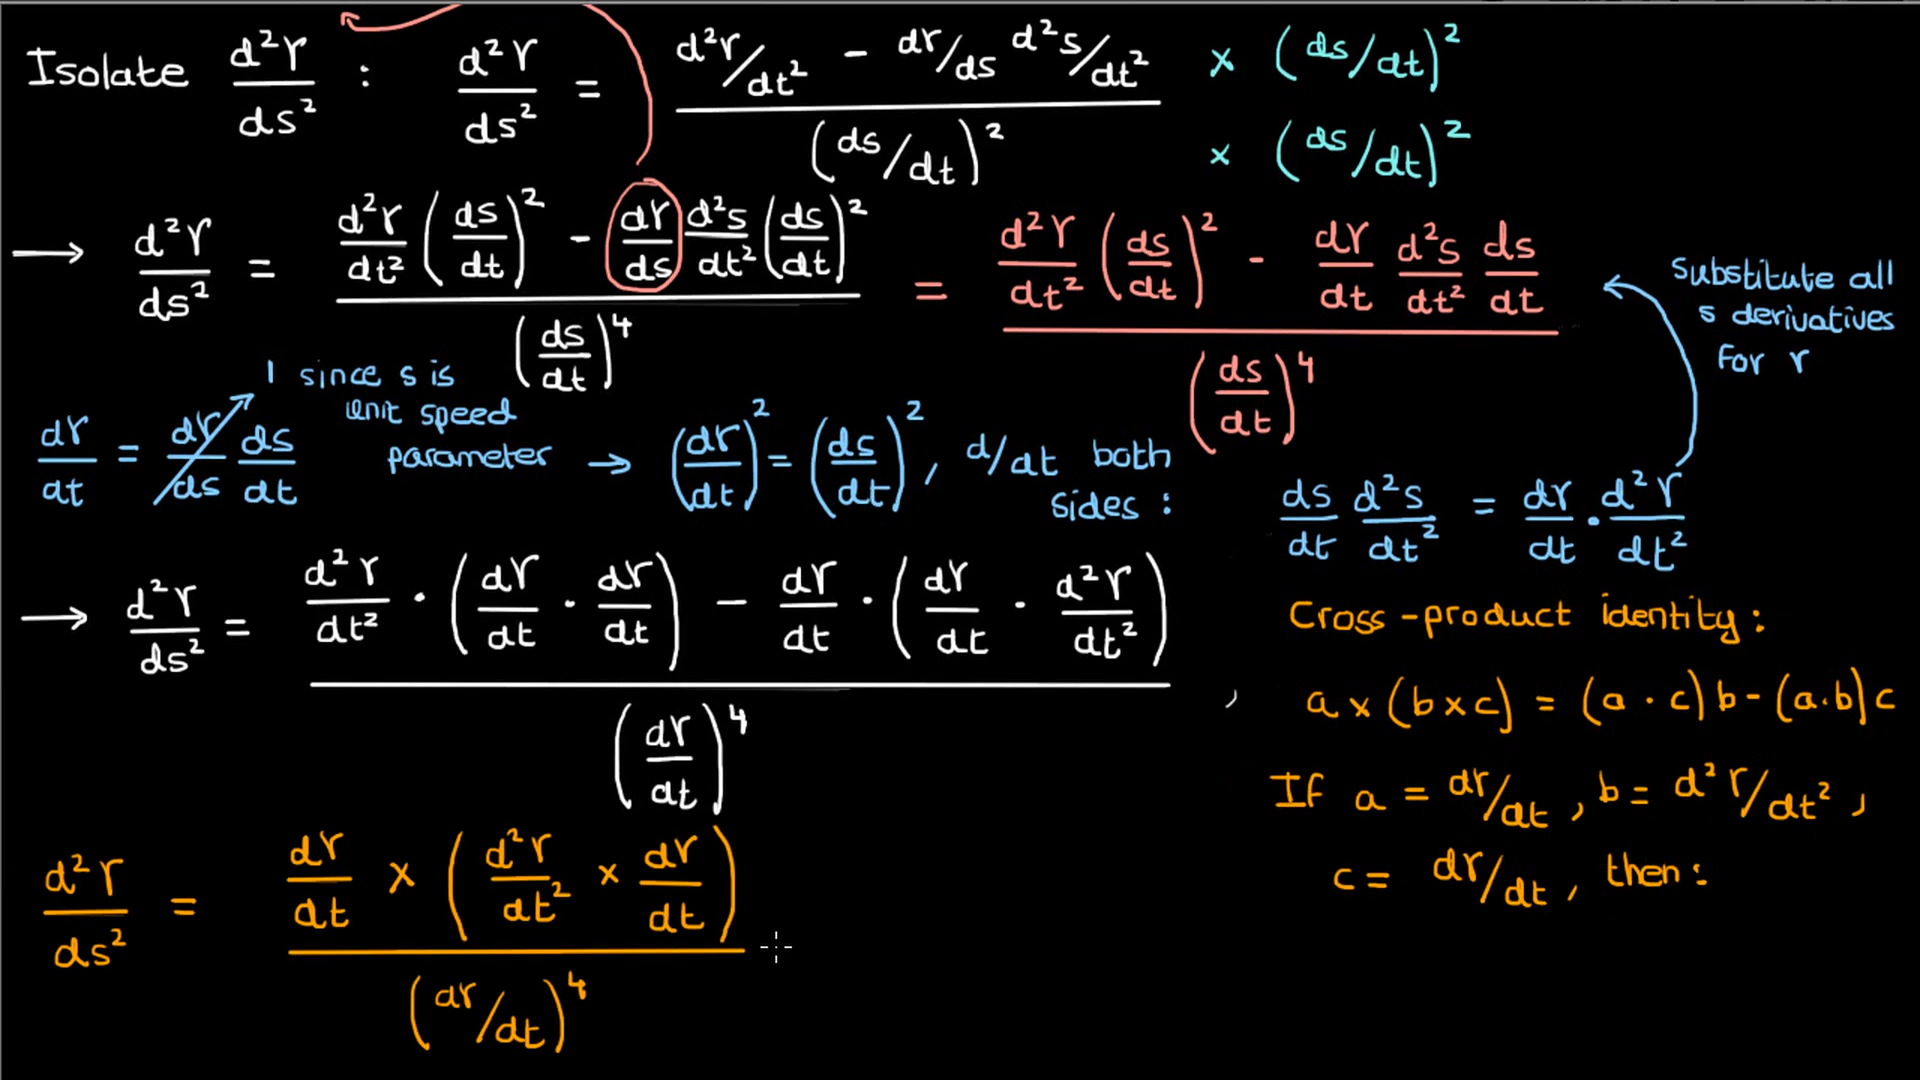 Isolate d²r/ds² : d²r/ds² = (d²r/dt² - dr/ds d²s/dt²) / (ds/dt)² × (ds/dt)² × (ds/dt)²
→ d²r/ds² = (d²r/dt² (ds/dt)² - dr/ds d²s/dt² (ds/dt)²) / (ds/dt)⁴ = (d²r/dt² (ds/dt)² - dr/dt d²s/dt² ds/dt) / (ds/dt)⁴
Substitute all
s derivatives
for r
1 since s is
unit speed
parameter
dr/dt = dr/ds ds/dt
→ (dr/dt)² = (ds/dt)², d/dt both
sides :
ds/dt d²s/dt² = dr/dt · d²r/dt²
→ d²r/ds² = (d²r/dt² · (dr/dt · dr/dt) - dr/dt · (dr/dt · d²r/dt²)) / (dr/dt)⁴ ,
Cross-product identity:
a × (b × c) = (a · c) b - (a · b) c
If a = dr/dt , b = d²r/dt² ,
c = dr/dt , then :
d²r/ds² = (dr/dt × (d²r/dt² × dr/dt)) / (dr/dt)⁴